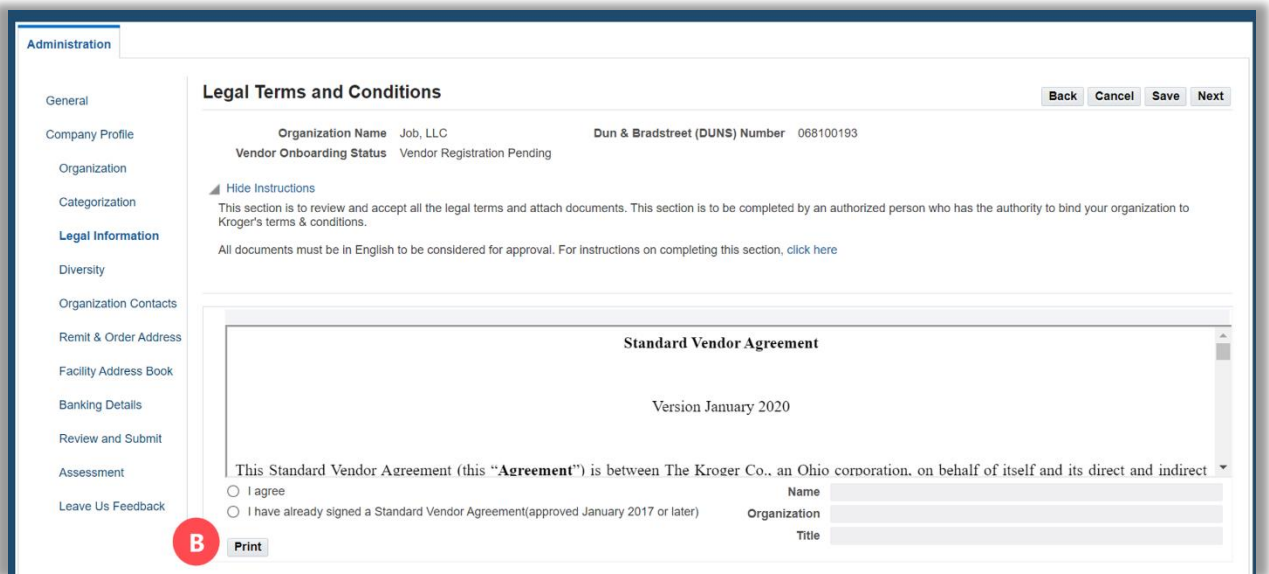 Administration
General
Company Profile
Organization
Categorization
Legal Information
Diversity
Organization Contacts
Remit & Order Address
Facility Address Book
Banking Details
Review and Submit
Assessment
Leave Us Feedback
Legal Terms and Conditions
Back Cancel Save Next
Organization Name Job, LLC Dun & Bradstreet (DUNS) Number 068100193
Vendor Onboarding Status Vendor Registration Pending
Hide Instructions
This section is to review and accept all the legal terms and attach documents. This section is to be completed by an authorized person who has the authority to bind your organization to
Kroger's terms & conditions.
All documents must be in English to be considered for approval. For instructions on completing this section, click here
Standard Vendor Agreement
Version January 2020
This Standard Vendor Agreement (this “Agreement”) is between The Kroger Co., an Ohio corporation, on behalf of itself and its direct and indirect
I agree Name
I have already signed a Standard Vendor Agreement(approved January 2017 or later) Organization
Title
B Print